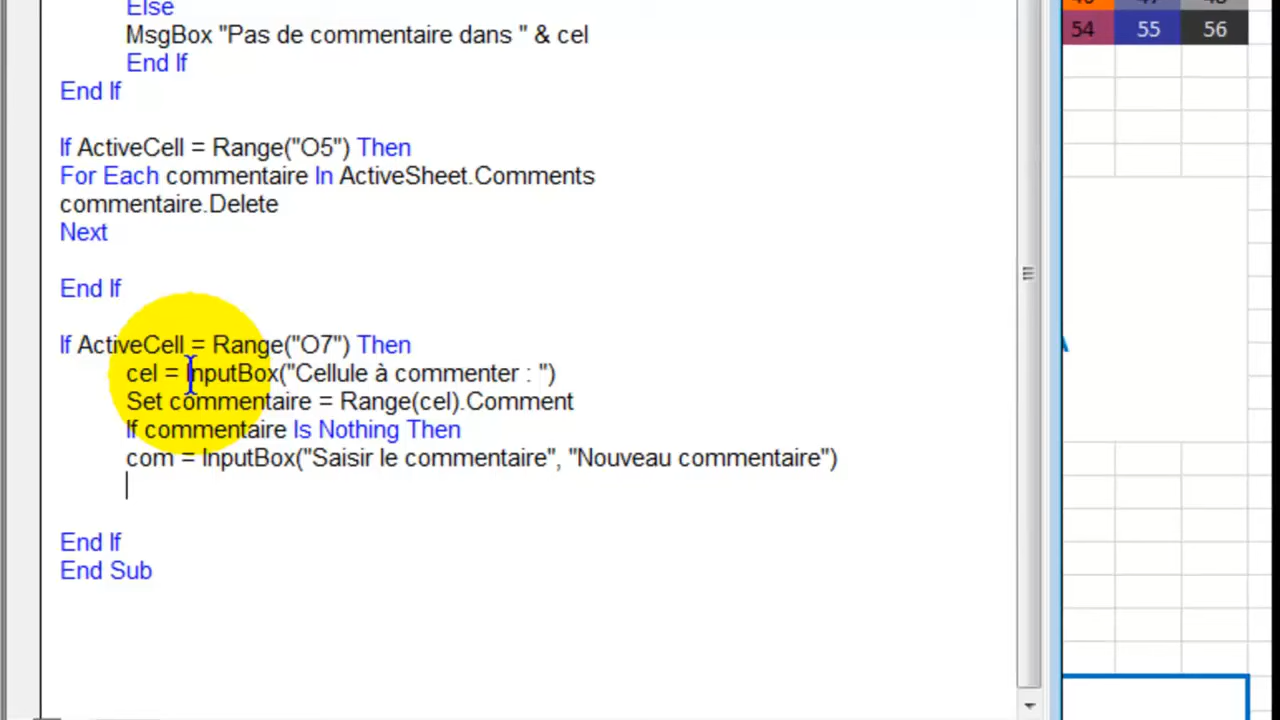 Else
MsgBox "Pas de commentaire dans " & cel
End If
End If
If ActiveCell = Range("O5") Then
For Each commentaire In ActiveSheet.Comments
commentaire.Delete
Next
End If
If ActiveCell = Range("O7") Then
cel = InputBox("Cellule à commenter : ")
Set commentaire = Range(cel).Comment
If commentaire Is Nothing Then
com = InputBox("Saisir le commentaire", "Nouveau commentaire")
End If
End Sub
54 55 56